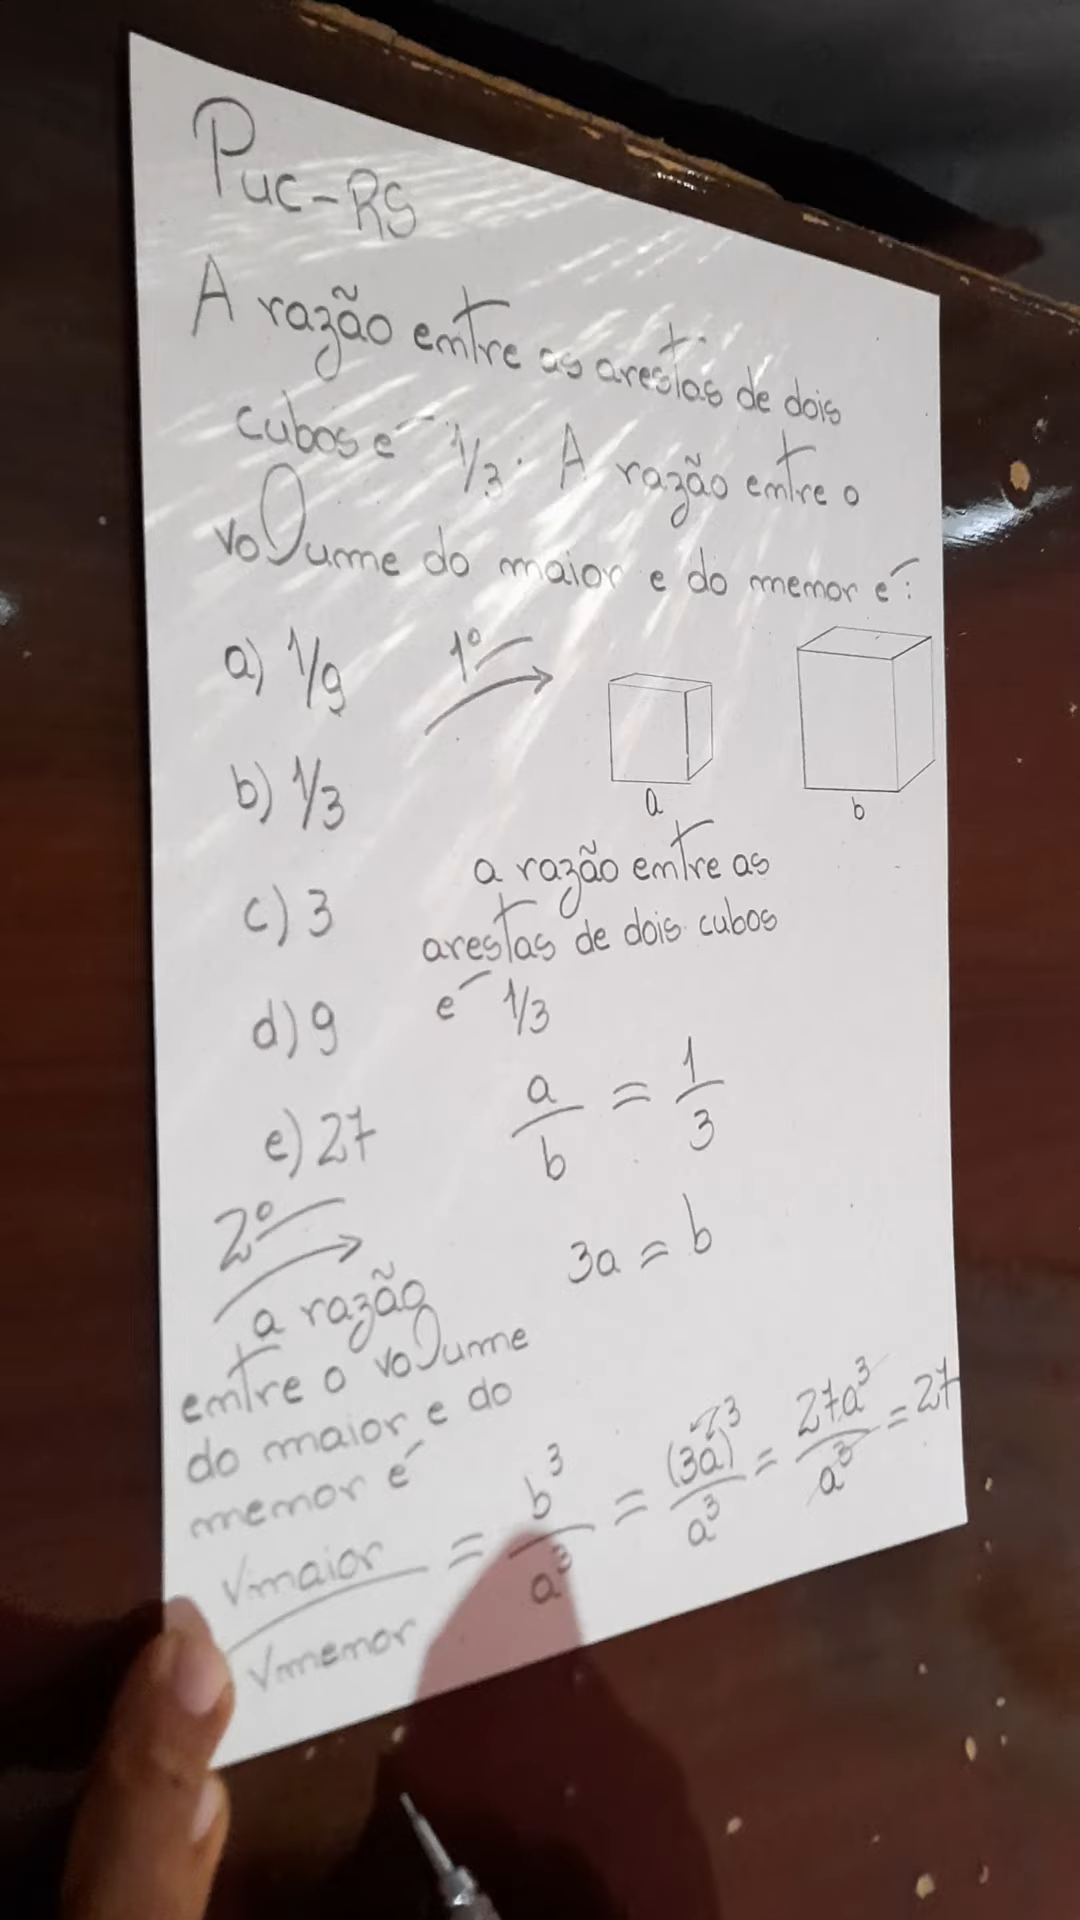 Puc-RS
A razão entre as arestas de dois
cubos é 1/3. A razão entre o
volume do maior e do menor é:
a) 1/9
b) 1/3
c) 3
d) 9
e) 27
1º
a
b
a razão entre as
arestas de dois cubos
é 1/3
a/b = 1/3
3a = b
2º
a razão
entre o volume
do maior e do
menor é
Vmaior/Vmenor = b³/a³ = (3a)³/a³ = 27a³/a³ = 27